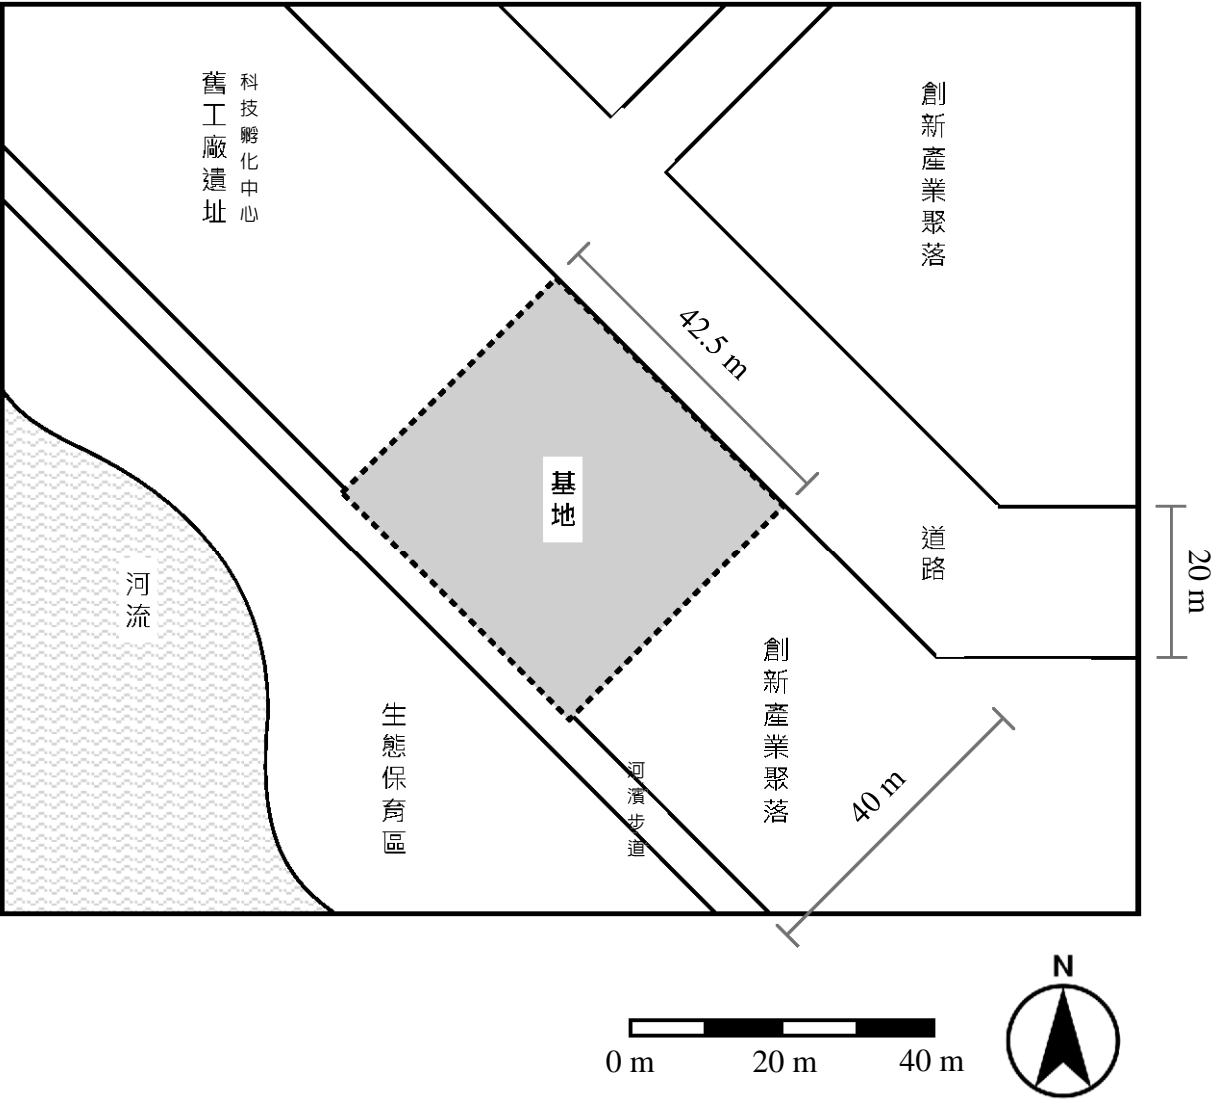 舊工廠遺址
科技孵化中心
創新產業聚落
42.5 m
基地
道路
20 m
河流
創新產業聚落
生態保育區
河濱步道
40 m
N
0 m
20 m
40 m